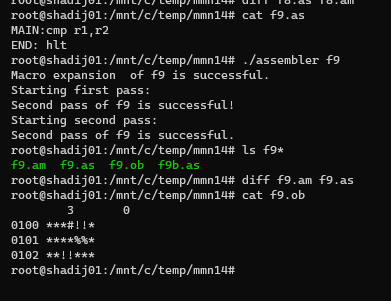 root@shadij01:/mnt/c/temp/mmn14# diff f8.as f8.am
root@shadij01:/mnt/c/temp/mmn14# cat f9.as
MAIN:cmp r1,r2
END: hlt
root@shadij01:/mnt/c/temp/mmn14# ./assembler f9
Macro expansion  of f9 is successful.
Starting first pass:
Second pass of f9 is successful!
Starting second pass:
Second pass of f9 is successful.
root@shadij01:/mnt/c/temp/mmn14# ls f9*
f9.am  f9.as  f9.ob  f9b.as
root@shadij01:/mnt/c/temp/mmn14# diff f9.am f9.as
root@shadij01:/mnt/c/temp/mmn14# cat f9.ob
        3       0
0100 ***#!!*
0101 ****%%*
0102 **!!***
root@shadij01:/mnt/c/temp/mmn14#